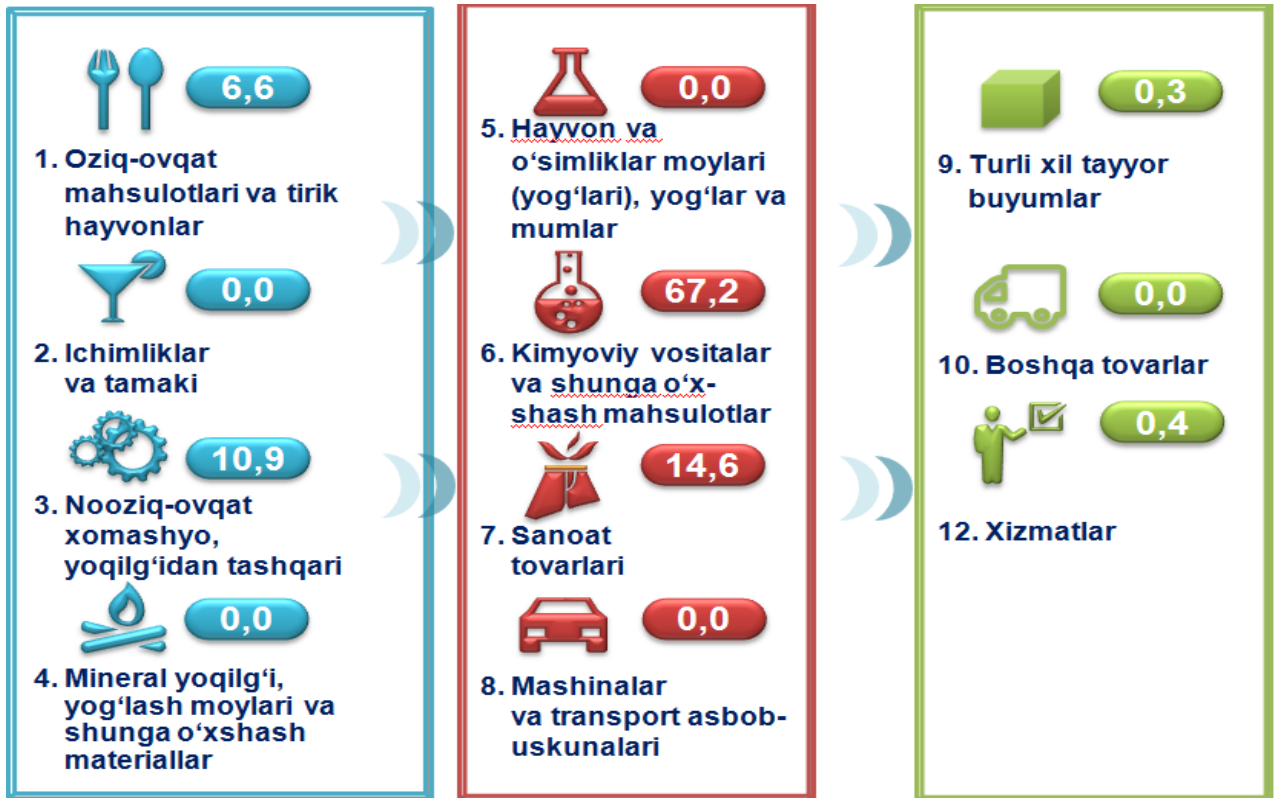 6,6
1. Oziq-ovqat
mahsulotlari va tirik
hayvonlar
0,0
2. Ichimliklar
va tamaki
10,9
3. Nooziq-ovqat
xomashyo,
yoqilg‘idan tashqari
0,0
4. Mineral yoqilg‘i,
yog‘lash moylari va
shunga o‘xshash
materiallar
0,0
5. Hayvon va
o‘simliklar moylari
(yog‘lari), yog‘lar va
mumlar
67,2
6. Kimyoviy vositalar
va shunga o‘x-
shash mahsulotlar
14,6
7. Sanoat
tovarlari
0,0
8. Mashinalar
va transport asbob-
uskunalari
0,3
9. Turli xil tayyor
buyumlar
0,0
10. Boshqa tovarlar
0,4
12. Xizmatlar